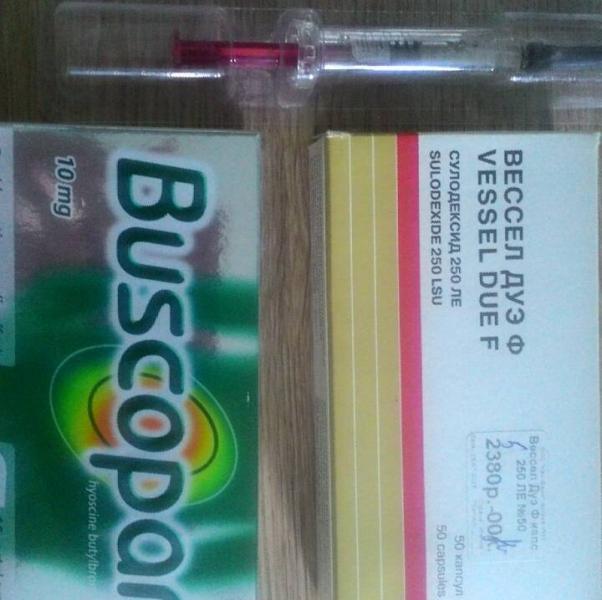 10 mg
Buscopan
hyoscine butylbro
ВЕССЕЛ ДУЭ Ф
VESSEL DUE F
СУЛОДЕКСИД 250 ЛЕ
SULODEXIDE 250 LSU
Вессел Дуэ Ф капс
250 ЛЕ №50
2380р.-00
50 капсул
50 capsules